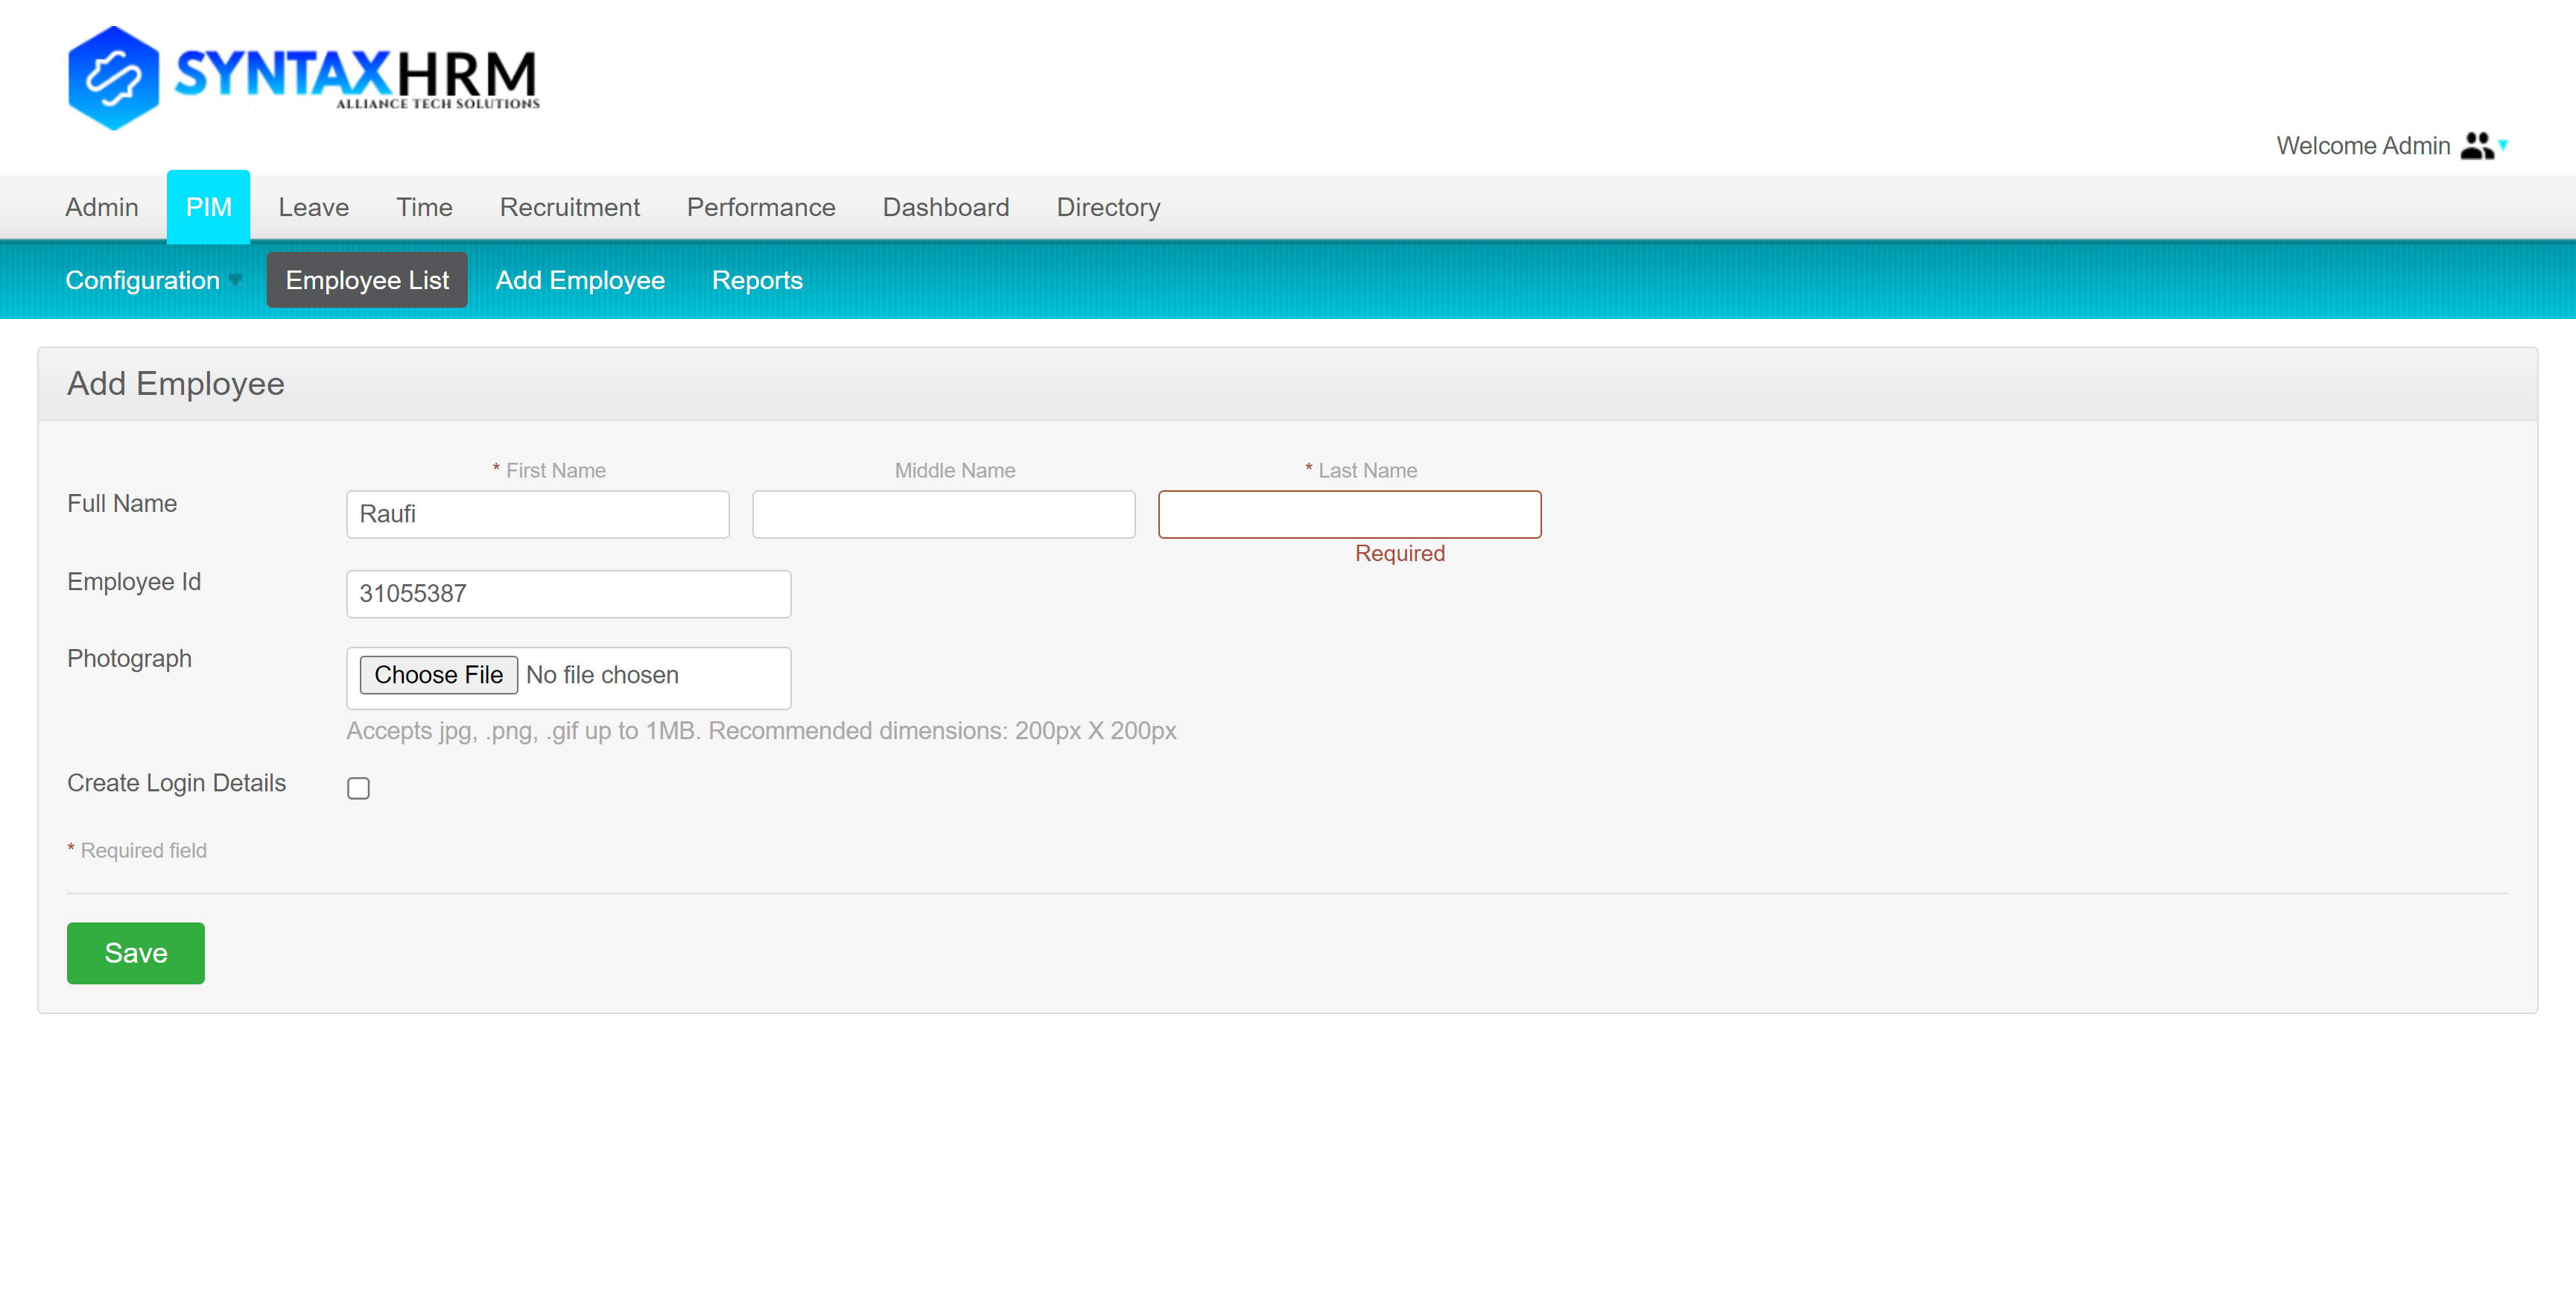 SYNTAXHRM
ALLIANCE TECH SOLUTIONS
Welcome Admin
Admin PIM Leave Time Recruitment Performance Dashboard Directory
Configuration Employee List Add Employee Reports
Add Employee
* First Name Middle Name * Last Name
Full Name Raufi
Required
Employee Id 31055387
Photograph Choose File No file chosen
Accepts jpg, .png, .gif up to 1MB. Recommended dimensions: 200px X 200px
Create Login Details
* Required field
Save